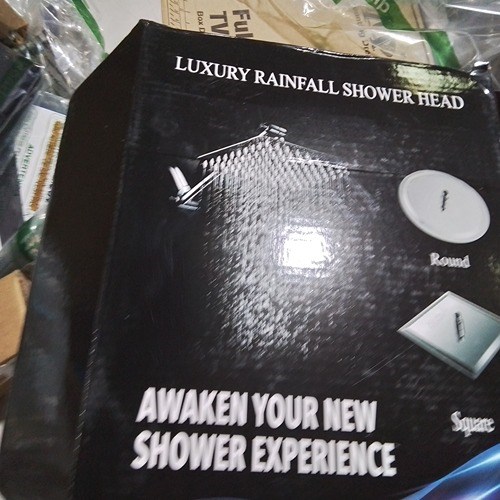 LUXURY RAINFALL SHOWER HEAD
Round
Square
AWAKEN YOUR NEW
SHOWER EXPERIENCE